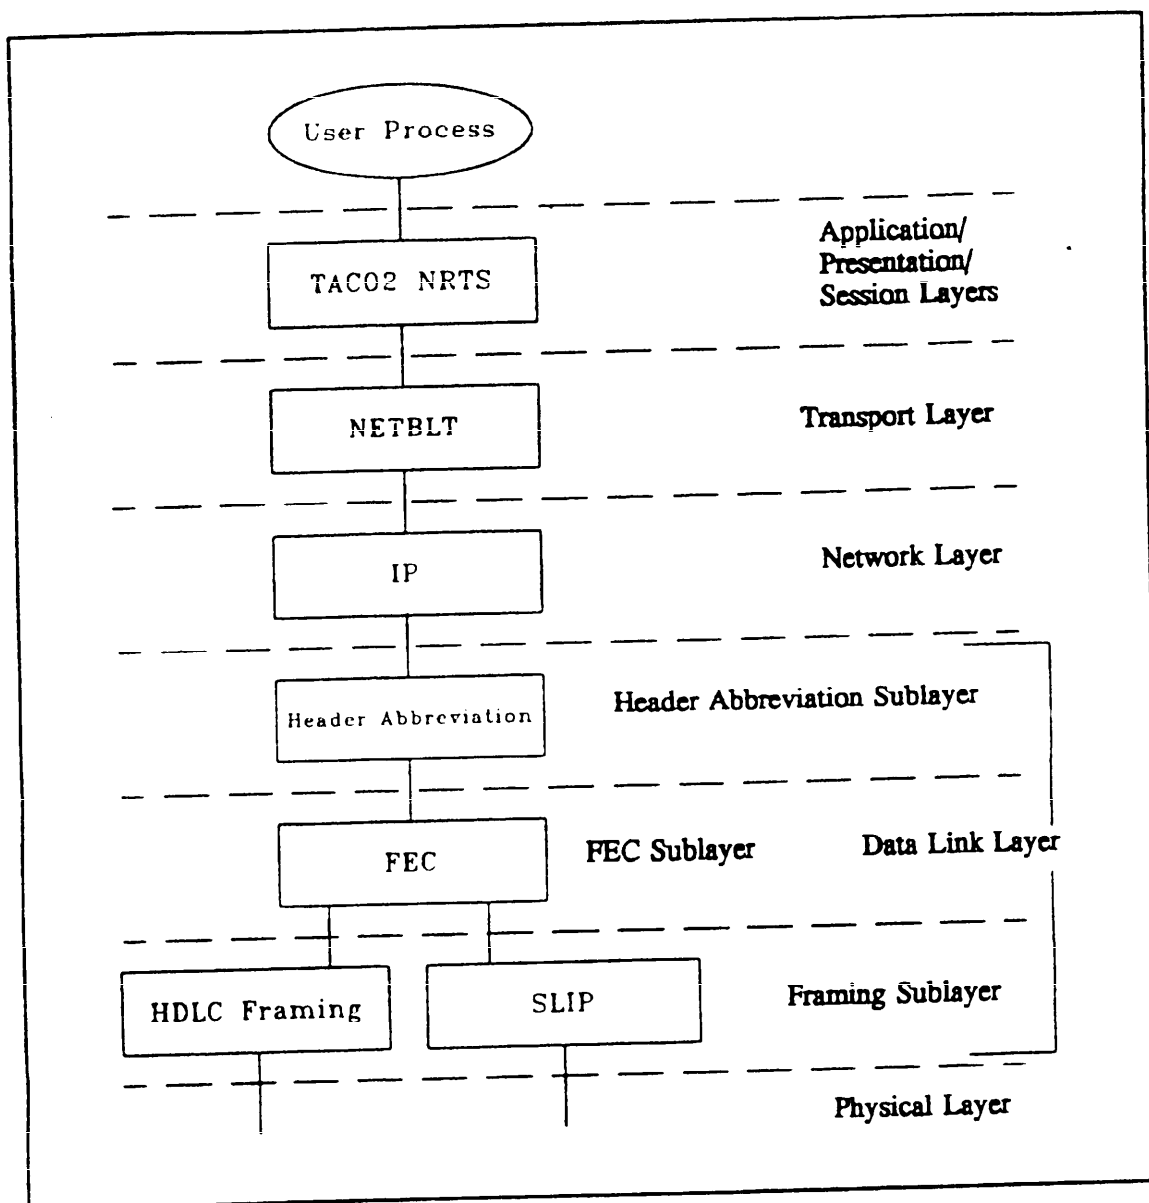 User Process
Application/
Presentation/
Session Layers
TACO2 NRTS
NETBLT
Transport Layer
IP
Network Layer
Header Abbreviation
Header Abbreviation Sublayer
FEC
FEC Sublayer
Data Link Layer
HDLC Framing
SLIP
Framing Sublayer
Physical Layer